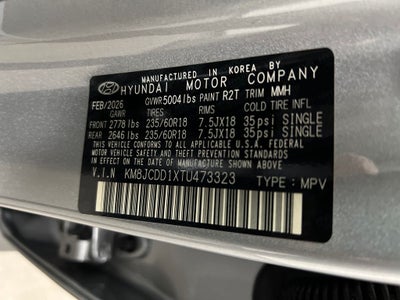 MANUFACTURED IN KOREA BY
HYUNDAI MOTOR COMPANY
FEB/2026 GVWR 5004 lbs PAINT R2T TRIM MMH
GAWR TIRES RIMS COLD TIRE INFL
FRONT 2778 lbs 235/60R18 7.5JX18 35psi SINGLE
REAR 2646 lbs 235/60R18 7.5JX18 35psi SINGLE
THIS VEHICLE CONFORMS TO ALL APPLICABLE U.S.A. FEDERAL
MOTOR VEHICLE SAFETY STANDARDS IN EFFECT ON THE DATE
OF MANUFACTURE SHOWN ABOVE
V.I.N KM8JCDD1XTU473323 TYPE : MPV